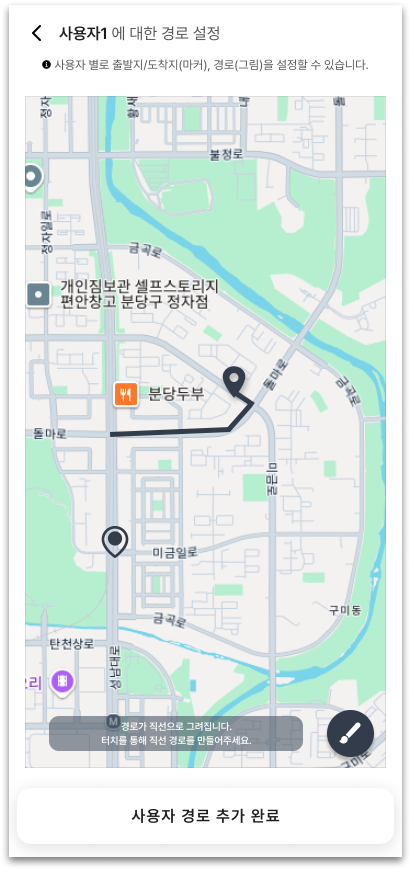 사용자1 에 대한 경로 설정
사용자 별로 출발지/도착지(마커), 경로(그림)을 설정할 수 있습니다.
정자
황새
불정로
정자일로
금곡로
개인짐보관 셀프스토리지
편안창고 분당구 정자점
돌마로
금곡로
분당두부
돌마로
미금일로
금곡로
구미동
탄천상로
성남대로
M
경로가 직선으로 그려집니다.
터치를 통해 직선 경로를 만들어주세요.
구미로
사용자 경로 추가 완료